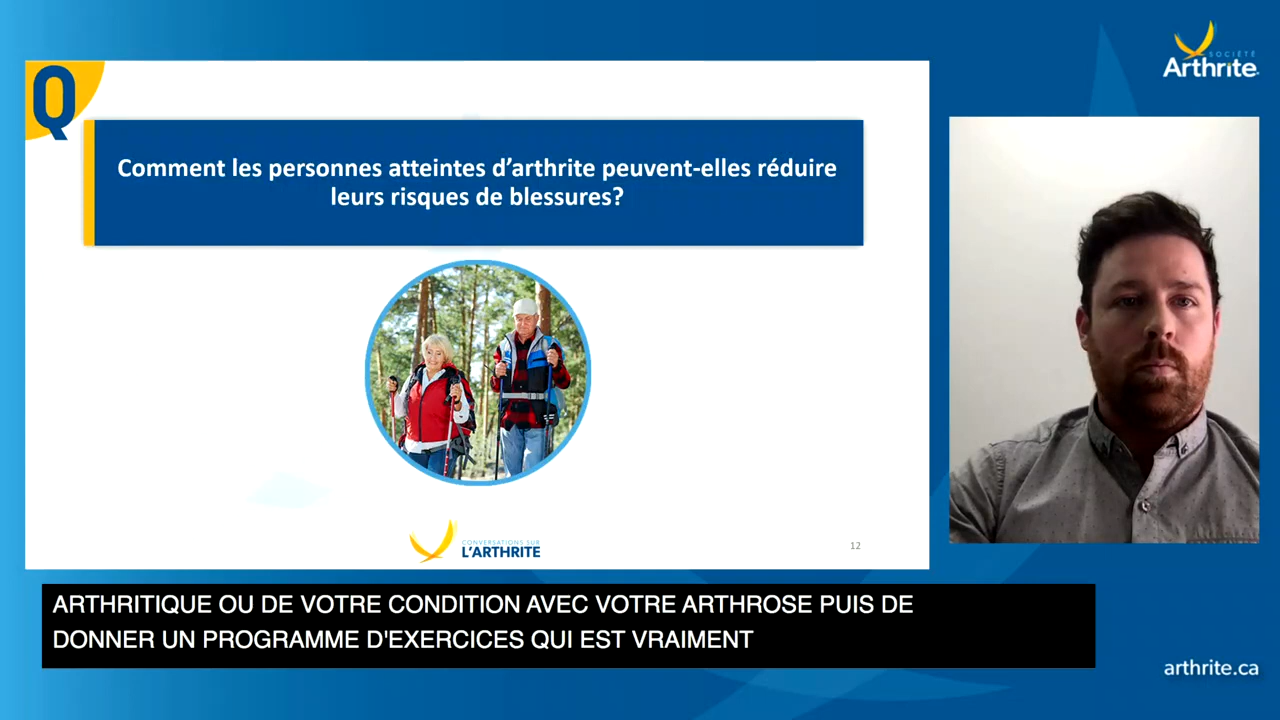 SOCIÉTÉ
Arthrite
Q
Comment les personnes atteintes d’arthrite peuvent-elles réduire
leurs risques de blessures?
CONVERSATIONS SUR
L’ARTHRITE
12
ARTHRITIQUE OU DE VOTRE CONDITION AVEC VOTRE ARTHROSE PUIS DE
DONNER UN PROGRAMME D'EXERCICES QUI EST VRAIMENT
arthrite.ca